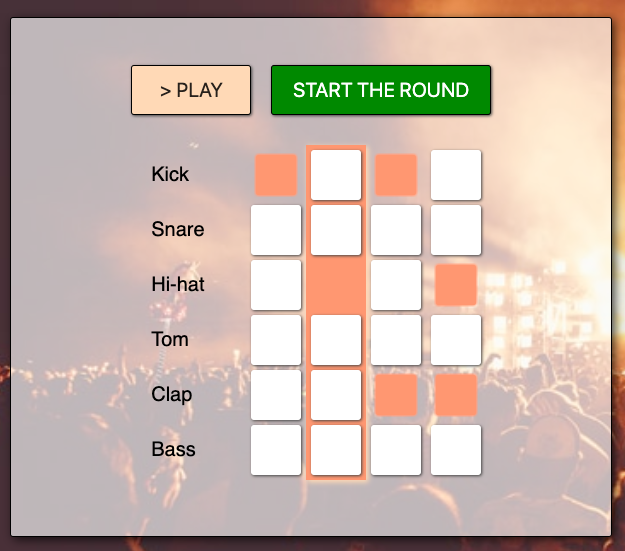 > PLAY
START THE ROUND
Kick
Snare
Hi-hat
Tom
Clap
Bass